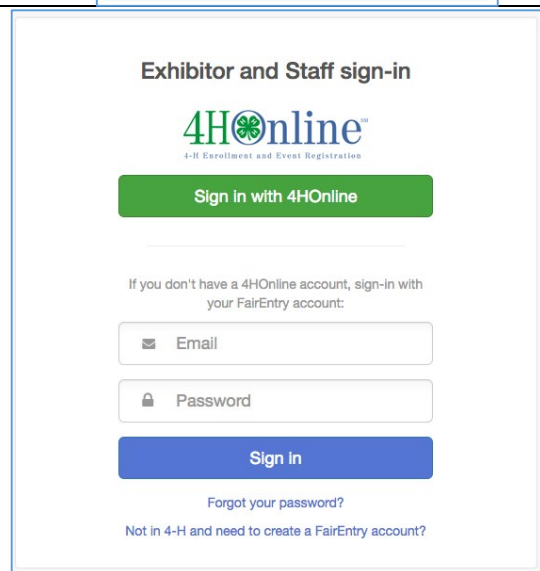 Exhibitor and Staff sign-in
4HOnline℠
4-H Enrollment and Event Registration
Sign in with 4HOnline
If you don't have a 4HOnline account, sign-in with
your FairEntry account:
Email
Password
Sign in
Forgot your password?
Not in 4-H and need to create a FairEntry account?